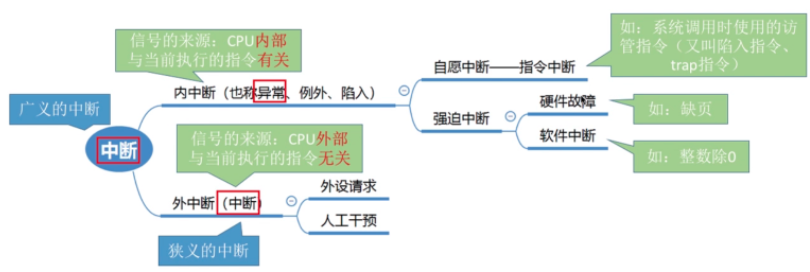 信号的来源：CPU内部
与当前执行的指令有关
如：系统调用时使用的访
管指令（又叫陷入指令、
trap指令）
自愿中断——指令中断
内中断（也称异常、例外、陷入）
广义的中断
硬件故障
如：缺页
强迫中断
软件中断
如：整数除0
中断
信号的来源：CPU外部
与当前执行的指令无关
外设请求
外中断（中断）
人工干预
狭义的中断